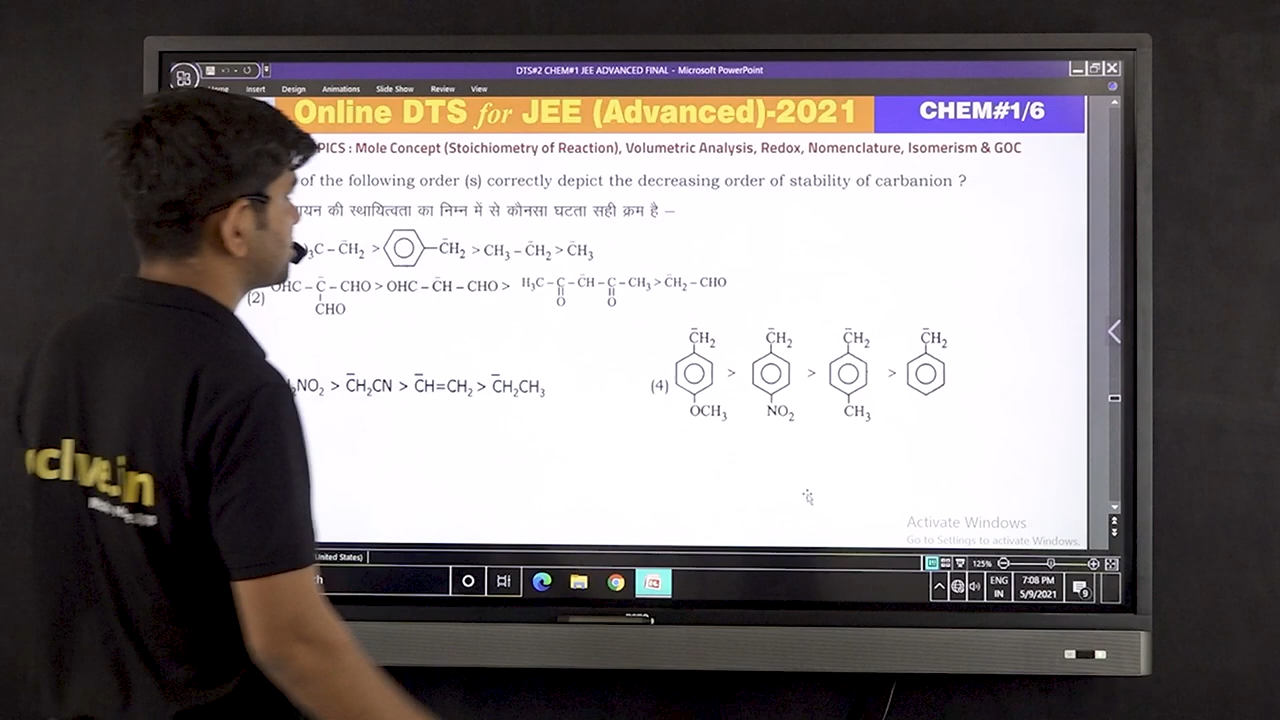 DTS#2 CHEM#1 JEE ADVANCED FINAL - Microsoft PowerPoint
Insert Design Animations Slide Show Review View
Online DTS for JEE (Advanced)-2021 CHEM#1/6
PICS : Mole Concept (Stoichiometry of Reaction), Volumetric Analysis, Redox, Nomenclature, Isomerism & GOC
of the following order (s) correctly depict the decreasing order of stability of carbanion ?
यन की स्थायित्वता का निम्न में से कौनसा घटता सही क्रम है –
C – C̄H₂ > –C̄H₂ > CH₃ – C̄H₂ > C̄H₃
(2) OHC – C̄ – CHO > OHC – C̄H – CHO > H₃C – C – C̄H – C – CH₃ > C̄H₂ – CHO
CHO O O
C̄H₂ C̄H₂ C̄H₂ C̄H₂
NO₂ > C̄H₂CN > C̄H=CH₂ > C̄H₂CH₃
(4) > > >
OCH₃ NO₂ CH₃
Activate Windows
Go to Settings to activate Windows.
United States)
125%
ENG
IN
7:08 PM
5/9/2021
9